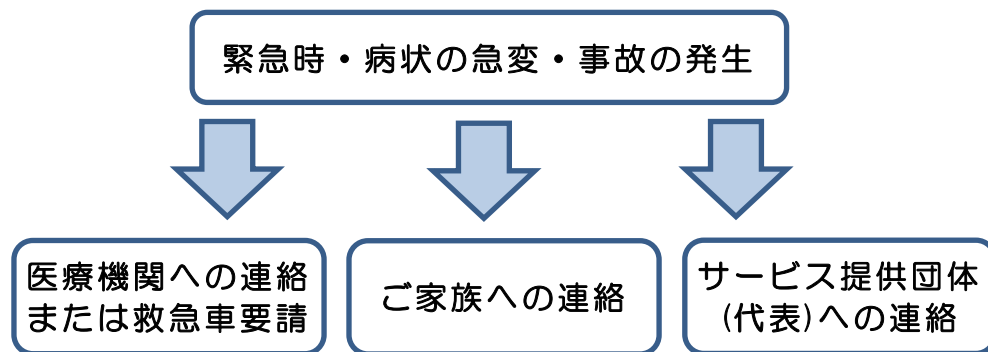 緊急時・病状の急変・事故の発生
医療機関への連絡
または救急車要請
ご家族への連絡
サービス提供団体
(代表)への連絡